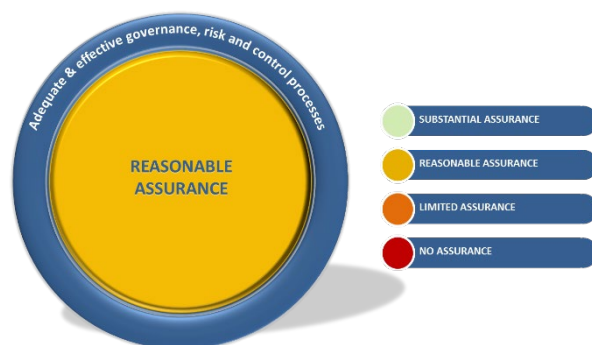 Adequate & effective governance, risk and control processes
REASONABLE
ASSURANCE
SUBSTANTIAL ASSURANCE
REASONABLE ASSURANCE
LIMITED ASSURANCE
NO ASSURANCE